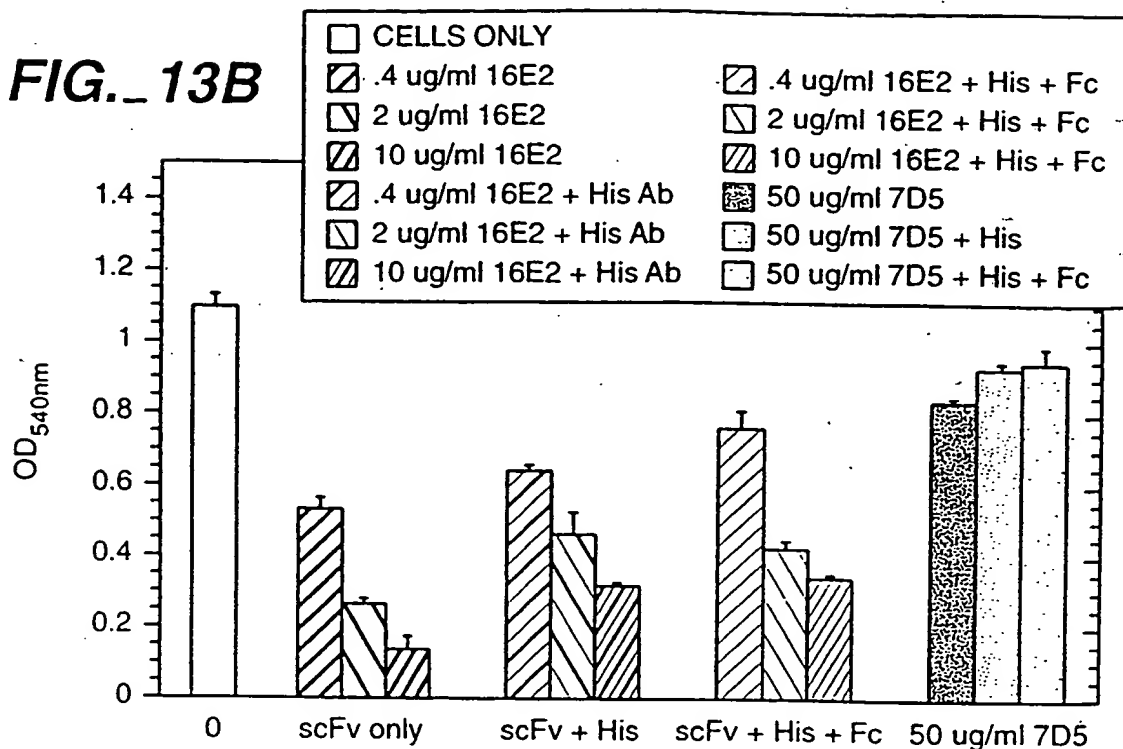 FIG._13B
CELLS ONLY
.4 ug/ml 16E2
2 ug/ml 16E2
10 ug/ml 16E2
.4 ug/ml 16E2 + His Ab
2 ug/ml 16E2 + His Ab
10 ug/ml 16E2 + His Ab
.4 ug/ml 16E2 + His + Fc
2 ug/ml 16E2 + His + Fc
10 ug/ml 16E2 + His + Fc
50 ug/ml 7D5
50 ug/ml 7D5 + His
50 ug/ml 7D5 + His + Fc
OD540nm
1.4
1.2
1
0.8
0.6
0.4
0.2
0
0
scFv only
scFv + His
scFv + His + Fc
50 ug/ml 7D5